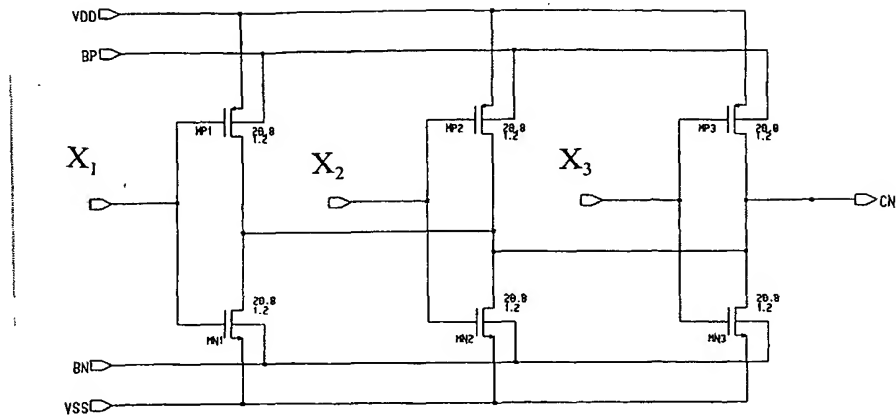 VDD
BP
MP1 20.8 1.2
MP2 20.8 1.2
MP3 20.8 1.2
X1 X2 X3
CN
MN1 20.8 1.2
MN2 20.8 1.2
MN3 20.8 1.2
BN
VSS